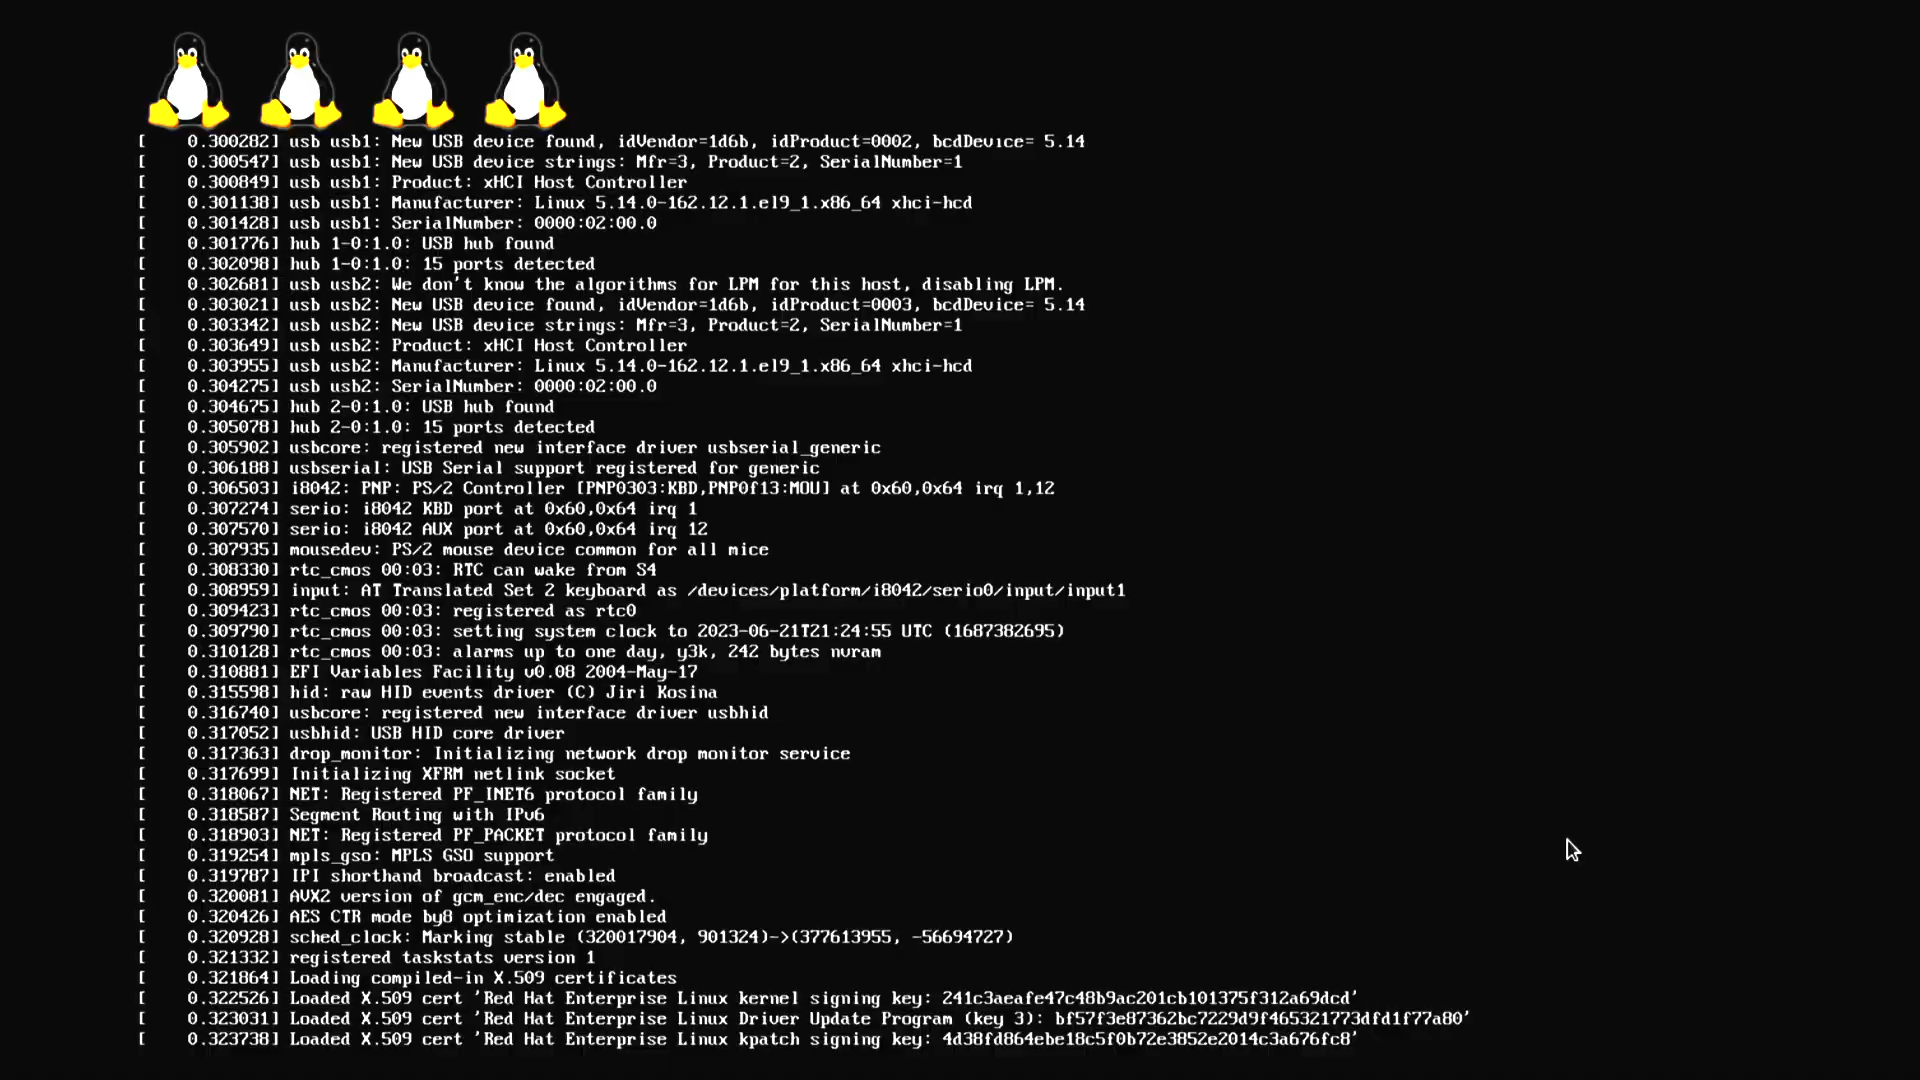 [    0.300282] usb usb1: New USB device found, idVendor=1d6b, idProduct=0002, bcdDevice= 5.14
[    0.300547] usb usb1: New USB device strings: Mfr=3, Product=2, SerialNumber=1
[    0.300849] usb usb1: Product: xHCI Host Controller
[    0.301138] usb usb1: Manufacturer: Linux 5.14.0-162.12.1.el9_1.x86_64 xhci-hcd
[    0.301428] usb usb1: SerialNumber: 0000:02:00.0
[    0.301776] hub 1-0:1.0: USB hub found
[    0.302098] hub 1-0:1.0: 15 ports detected
[    0.302681] usb usb2: We don't know the algorithms for LPM for this host, disabling LPM.
[    0.303021] usb usb2: New USB device found, idVendor=1d6b, idProduct=0003, bcdDevice= 5.14
[    0.303342] usb usb2: New USB device strings: Mfr=3, Product=2, SerialNumber=1
[    0.303649] usb usb2: Product: xHCI Host Controller
[    0.303955] usb usb2: Manufacturer: Linux 5.14.0-162.12.1.el9_1.x86_64 xhci-hcd
[    0.304275] usb usb2: SerialNumber: 0000:02:00.0
[    0.304675] hub 2-0:1.0: USB hub found
[    0.305078] hub 2-0:1.0: 15 ports detected
[    0.305902] usbcore: registered new interface driver usbserial_generic
[    0.306188] usbserial: USB Serial support registered for generic
[    0.306503] i8042: PNP: PS/2 Controller [PNP0303:KBD,PNP0f13:MOU] at 0x60,0x64 irq 1,12
[    0.307274] serio: i8042 KBD port at 0x60,0x64 irq 1
[    0.307570] serio: i8042 AUX port at 0x60,0x64 irq 12
[    0.307935] mousedev: PS/2 mouse device common for all mice
[    0.308330] rtc_cmos 00:03: RTC can wake from S4
[    0.308959] input: AT Translated Set 2 keyboard as /devices/platform/i8042/serio0/input/input1
[    0.309423] rtc_cmos 00:03: registered as rtc0
[    0.309790] rtc_cmos 00:03: setting system clock to 2023-06-21T21:24:55 UTC (1687382695)
[    0.310128] rtc_cmos 00:03: alarms up to one day, y3k, 242 bytes nvram
[    0.310881] EFI Variables Facility v0.08 2004-May-17
[    0.315598] hid: raw HID events driver (C) Jiri Kosina
[    0.316740] usbcore: registered new interface driver usbhid
[    0.317052] usbhid: USB HID core driver
[    0.317363] drop_monitor: Initializing network drop monitor service
[    0.317699] Initializing XFRM netlink socket
[    0.318067] NET: Registered PF_INET6 protocol family
[    0.318587] Segment Routing with IPv6
[    0.318903] NET: Registered PF_PACKET protocol family
[    0.319254] mpls_gso: MPLS GSO support
[    0.319787] IPI shorthand broadcast: enabled
[    0.320081] AVX2 version of gcm_enc/dec engaged.
[    0.320426] AES CTR mode by8 optimization enabled
[    0.320928] sched_clock: Marking stable (320017904, 901324)->(377613955, -56694727)
[    0.321332] registered taskstats version 1
[    0.321864] Loading compiled-in X.509 certificates
[    0.322526] Loaded X.509 cert 'Red Hat Enterprise Linux kernel signing key: 241c3aeafe47c48b9ac201cb101375f312a69dcd'
[    0.323031] Loaded X.509 cert 'Red Hat Enterprise Linux Driver Update Program (key 3): bf57f3e87362bc7229d9f465321773dfd1f77a80'
[    0.323738] Loaded X.509 cert 'Red Hat Enterprise Linux kpatch signing key: 4d38fd864ebe18c5f0b72e3852e2014c3a676fc8'